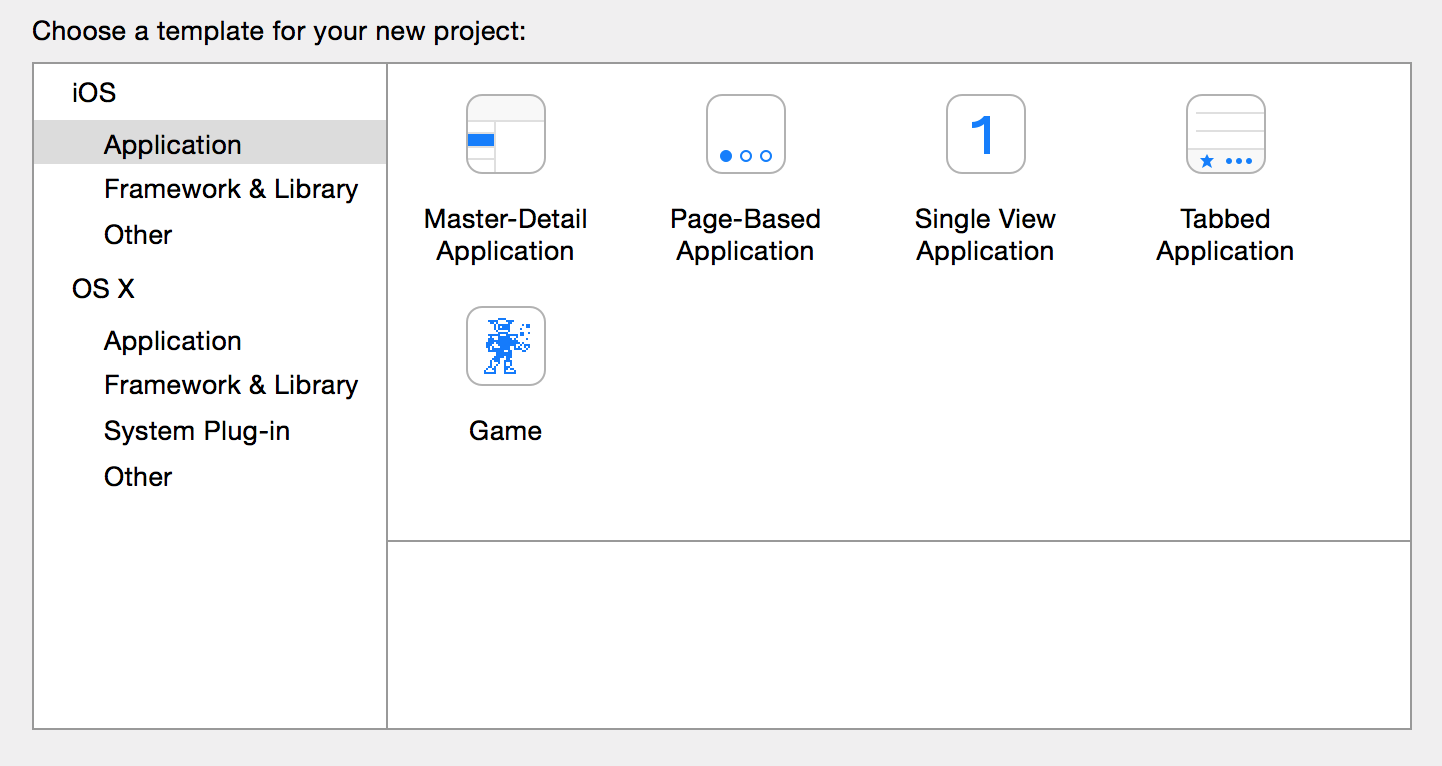 Choose a template for your new project:
iOS
Application
Framework & Library
Other
OS X
Application
Framework & Library
System Plug-in
Other
Master-Detail
Application
Page-Based
Application
1
Single View
Application
Tabbed
Application
Game